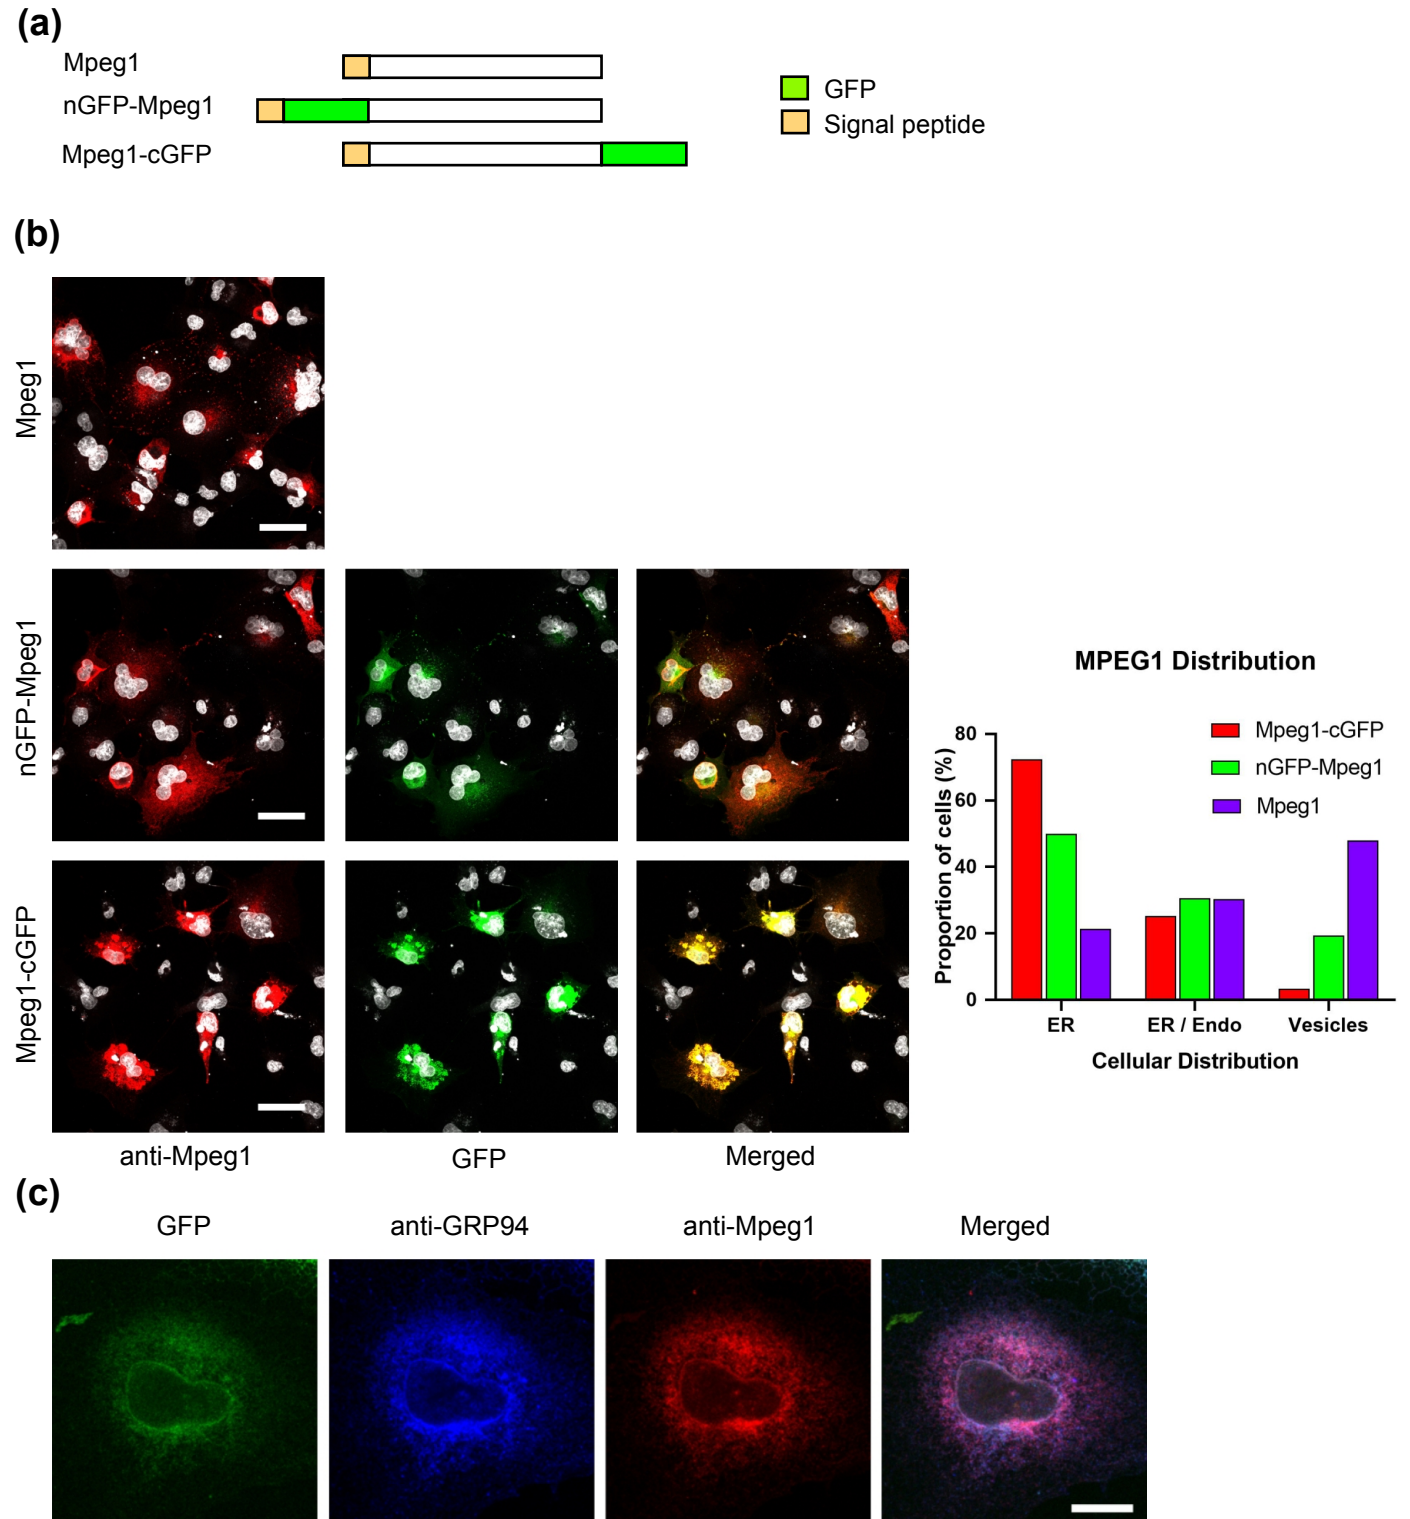 (a)
Mpeg1
nGFP-Mpeg1
Mpeg1-cGFP
GFP
Signal peptide
(b)
Mpeg1
nGFP-Mpeg1
Mpeg1-cGFP
anti-Mpeg1
GFP
Merged
MPEG1 Distribution
Mpeg1-cGFP
nGFP-Mpeg1
Mpeg1
Proportion of cells (%)
80
60
40
20
0
ER
ER / Endo
Vesicles
Cellular Distribution
(c)
GFP
anti-GRP94
anti-Mpeg1
Merged